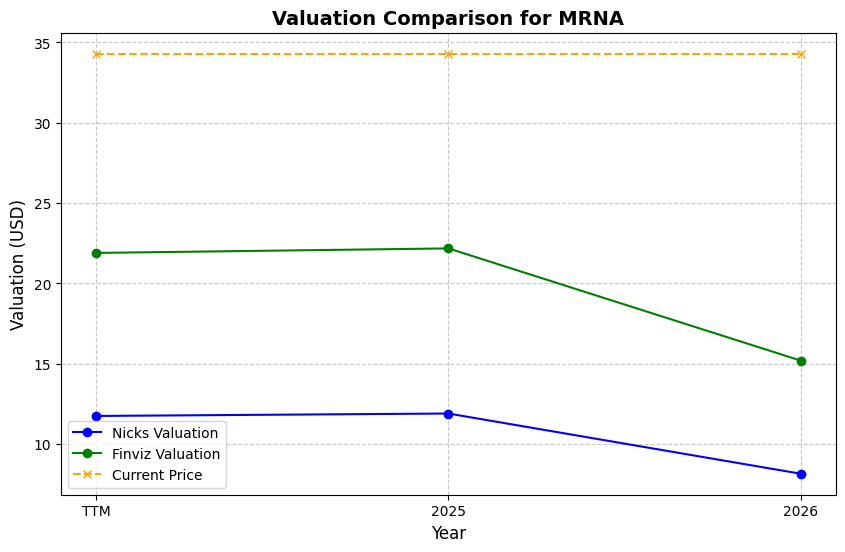 Valuation Comparison for MRNA
Valuation (USD)
35
30
25
20
15
10
Nicks Valuation
Finviz Valuation
Current Price
TTM
2025
2026
Year